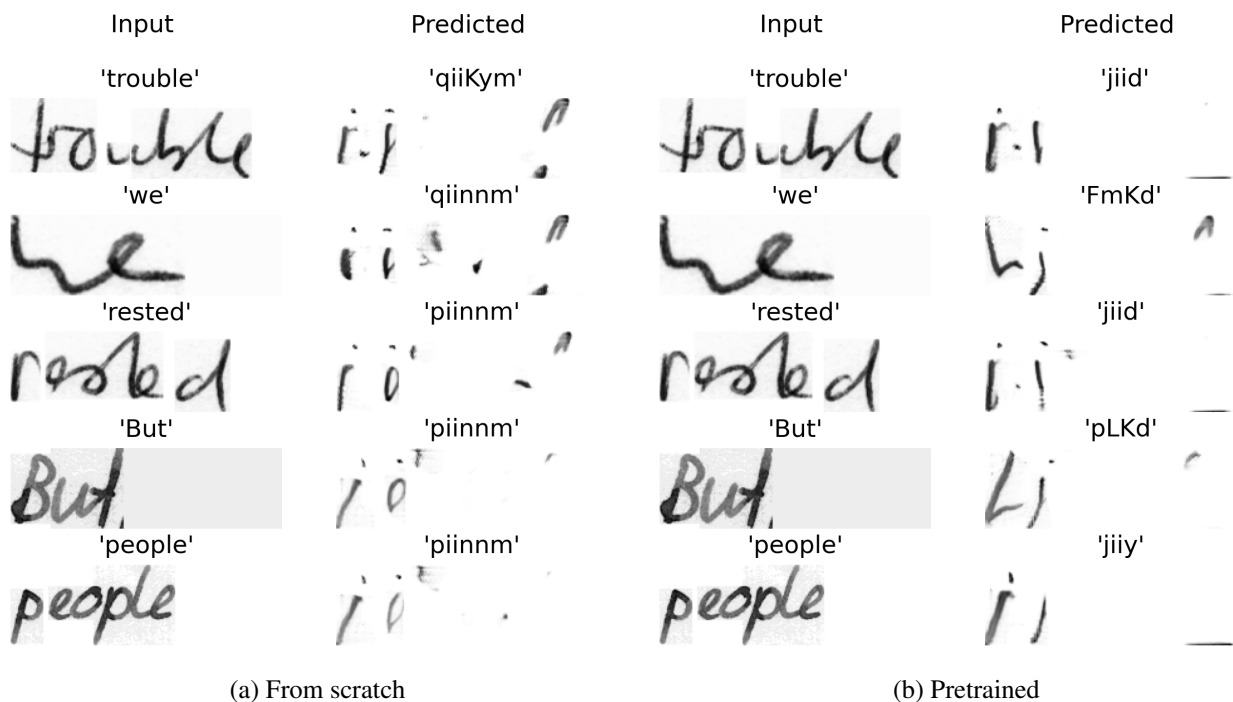 Input Predicted Input Predicted
'trouble' 'qiiKym' 'trouble' 'jiid'
trouble trouble
'we' 'qiinnm' 'we' 'FmKd'
we we
'rested' 'piinnm' 'rested' 'jiid'
rested rested
'But' 'piinnm' 'But' 'pLKd'
But But
'people' 'piinnm' 'people' 'jiiy'
people people
(a) From scratch (b) Pretrained